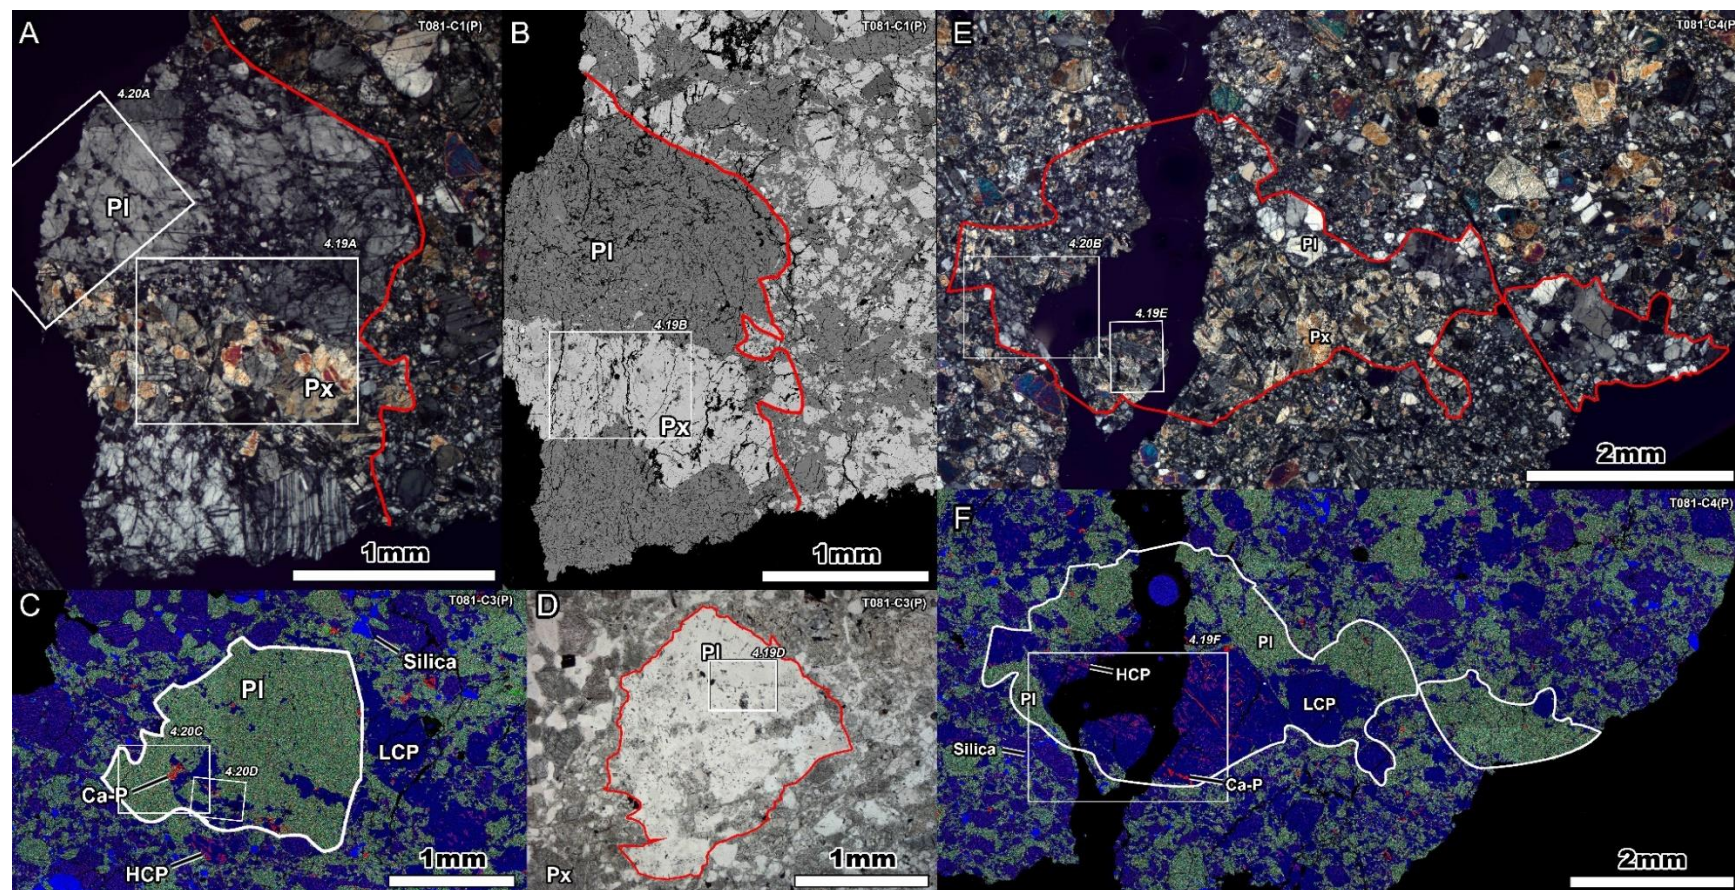 A
T081-C1(P)
4.20A
Pl
4.19A
Px
1mm
B
T081-C1(P)
Pl
4.19B
Px
1mm
C
T081-C3(P)
Silica
Pl
LCP
4.20C
4.20D
Ca-P
HCP
1mm
D
T081-C3(P)
Pl
4.19D
Px
1mm
E
T081-C4(P)
4.20B
Pl
4.19E
Px
2mm
F
T081-C4(P)
4.19F
Pl
HCP
Pl
LCP
Silica
Ca-P
2mm